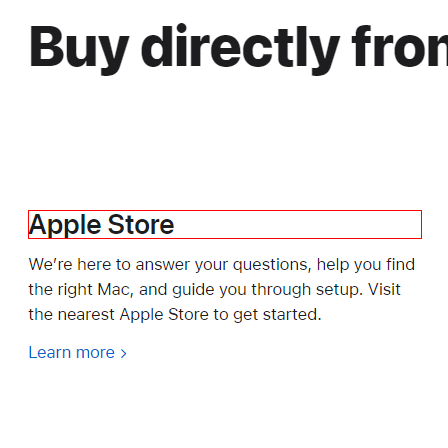 Buy directly from
Apple Store
We’re here to answer your questions, help you find
the right Mac, and guide you through setup. Visit
the nearest Apple Store to get started.
Learn more >